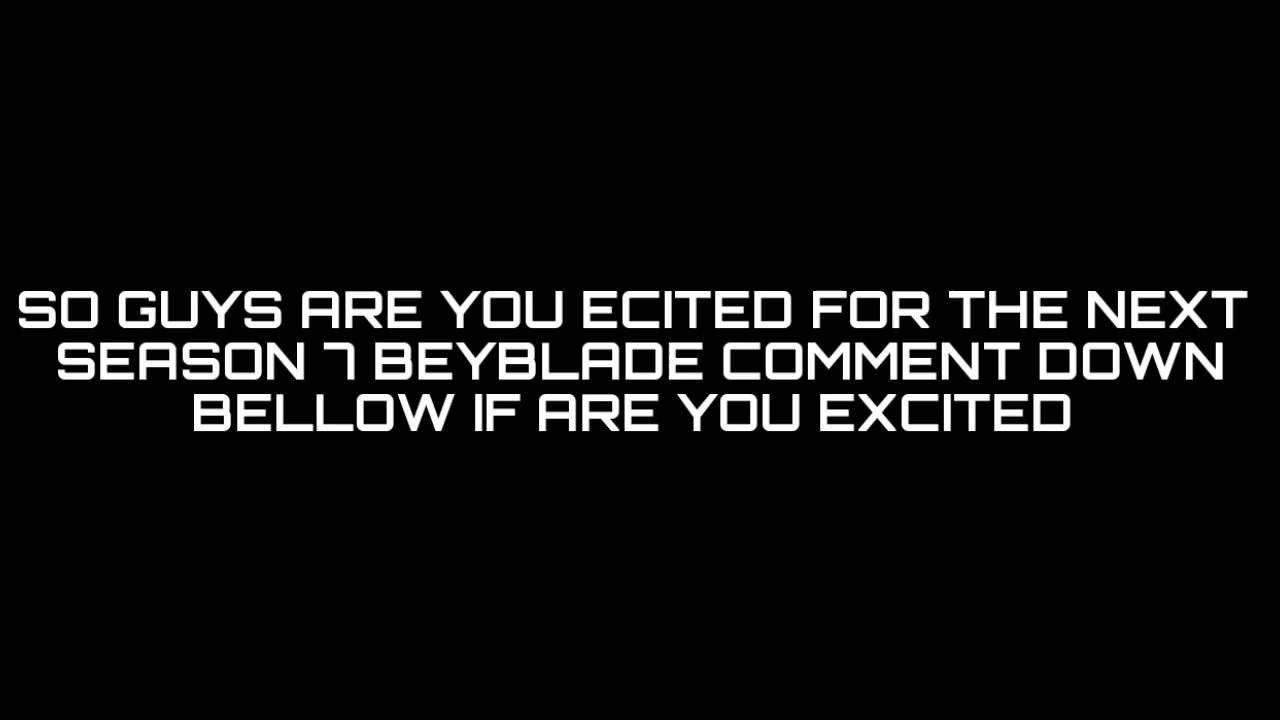 SO GUYS ARE YOU ECITED FOR THE NEXT
SEASON 7 BEYBLADE COMMENT DOWN
BELLOW IF ARE YOU EXCITED